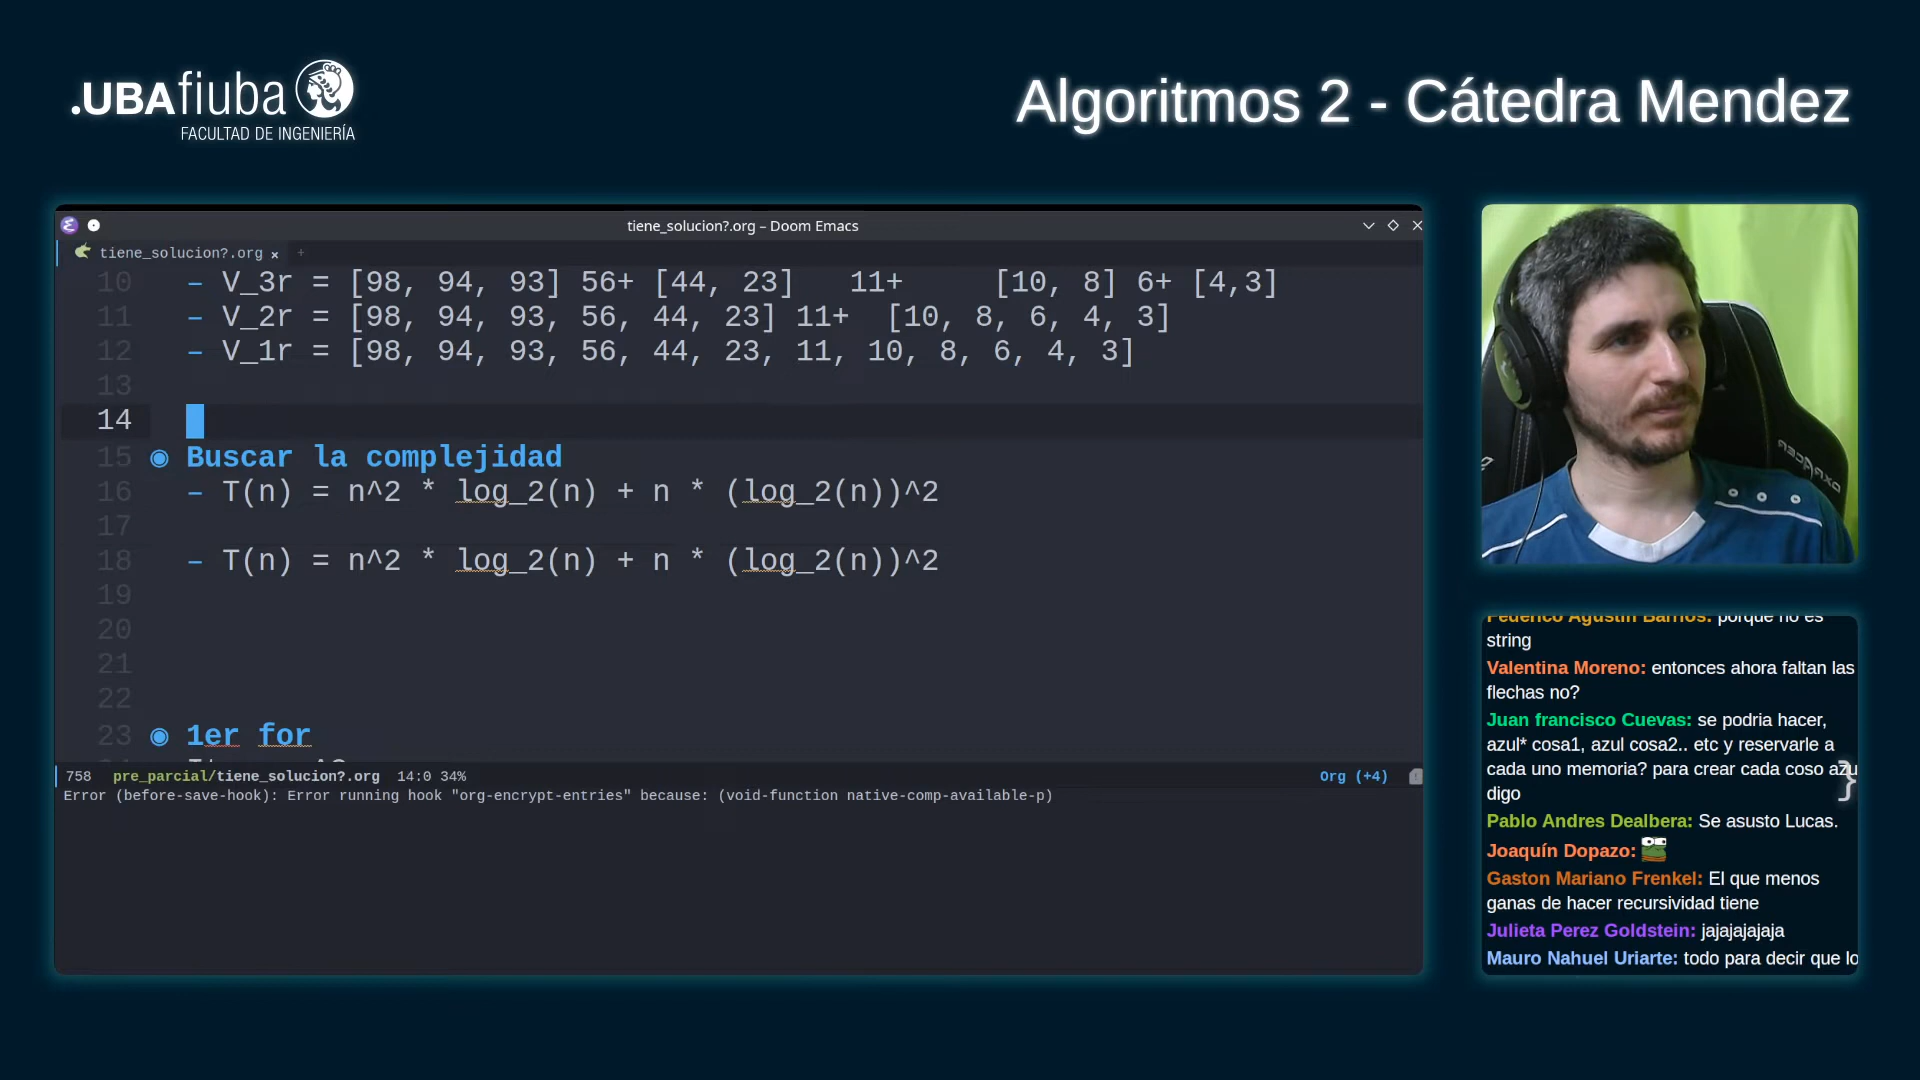 .UBAfiuba
FACULTAD DE INGENIERÍA
Algoritmos 2 - Cátedra Mendez
tiene_solucion?.org – Doom Emacs
tiene_solucion?.org × +
10 – V_3r = [98, 94, 93] 56+ [44, 23] 11+ [10, 8] 6+ [4,3]
11 – V_2r = [98, 94, 93, 56, 44, 23] 11+ [10, 8, 6, 4, 3]
12 – V_1r = [98, 94, 93, 56, 44, 23, 11, 10, 8, 6, 4, 3]
13
14
15 ◉ Buscar la complejidad
16 – T(n) = n^2 * log_2(n) + n * (log_2(n))^2
17
18 – T(n) = n^2 * log_2(n) + n * (log_2(n))^2
19
20
21
22
23 ◉ 1er for
758 pre_parcial/tiene_solucion?.org 14:0 34% Org (+4)
Error (before-save-hook): Error running hook "org-encrypt-entries" because: (void-function native-comp-available-p)
Federico Agustin Barrios: porque no es
string
Valentina Moreno: entonces ahora faltan las
flechas no?
Juan francisco Cuevas: se podria hacer,
azul* cosa1, azul cosa2.. etc y reservarle a
cada uno memoria? para crear cada coso azu
digo
}
Pablo Andres Dealbera: Se asusto Lucas.
Joaquín Dopazo:
Gaston Mariano Frenkel: El que menos
ganas de hacer recursividad tiene
Julieta Perez Goldstein: jajajajajaja
Mauro Nahuel Uriarte: todo para decir que lo